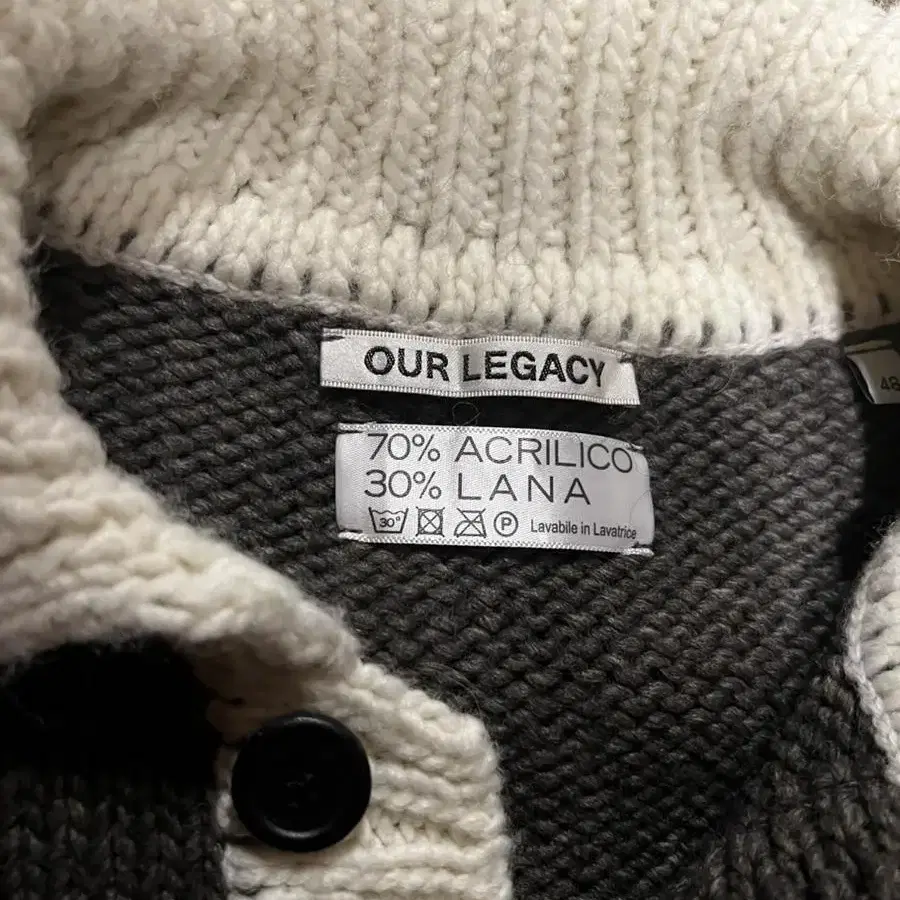 OUR LEGACY
48
70% ACRILICO
30% LANA
30° P Lavabile in Lavatrice